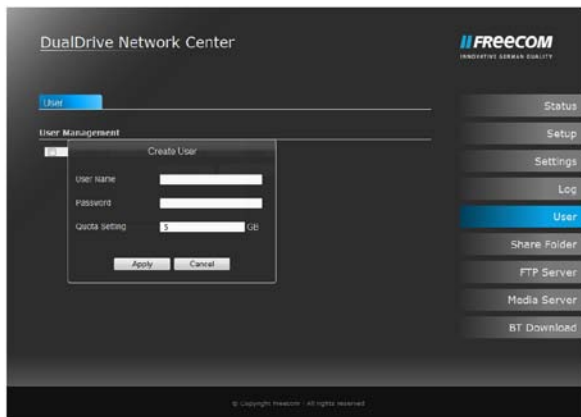 DualDrive Network Center
FREECOM
INNOVATIVE GERMAN QUALITY
User
User Management
Create User
User Name
Password
Quota Setting 5 GB
Apply Cancel
Status
Setup
Settings
Log
User
Share Folder
FTP Server
Media Server
BT Download
© Copyright Freecom - All rights reserved